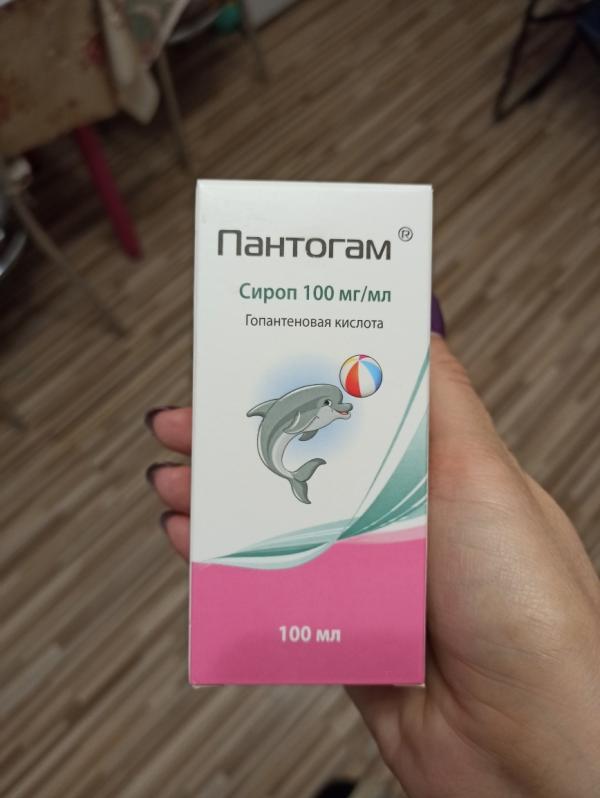 Пантогам ®
Сироп 100 мг/мл
Гопантеновая кислота
100 мл